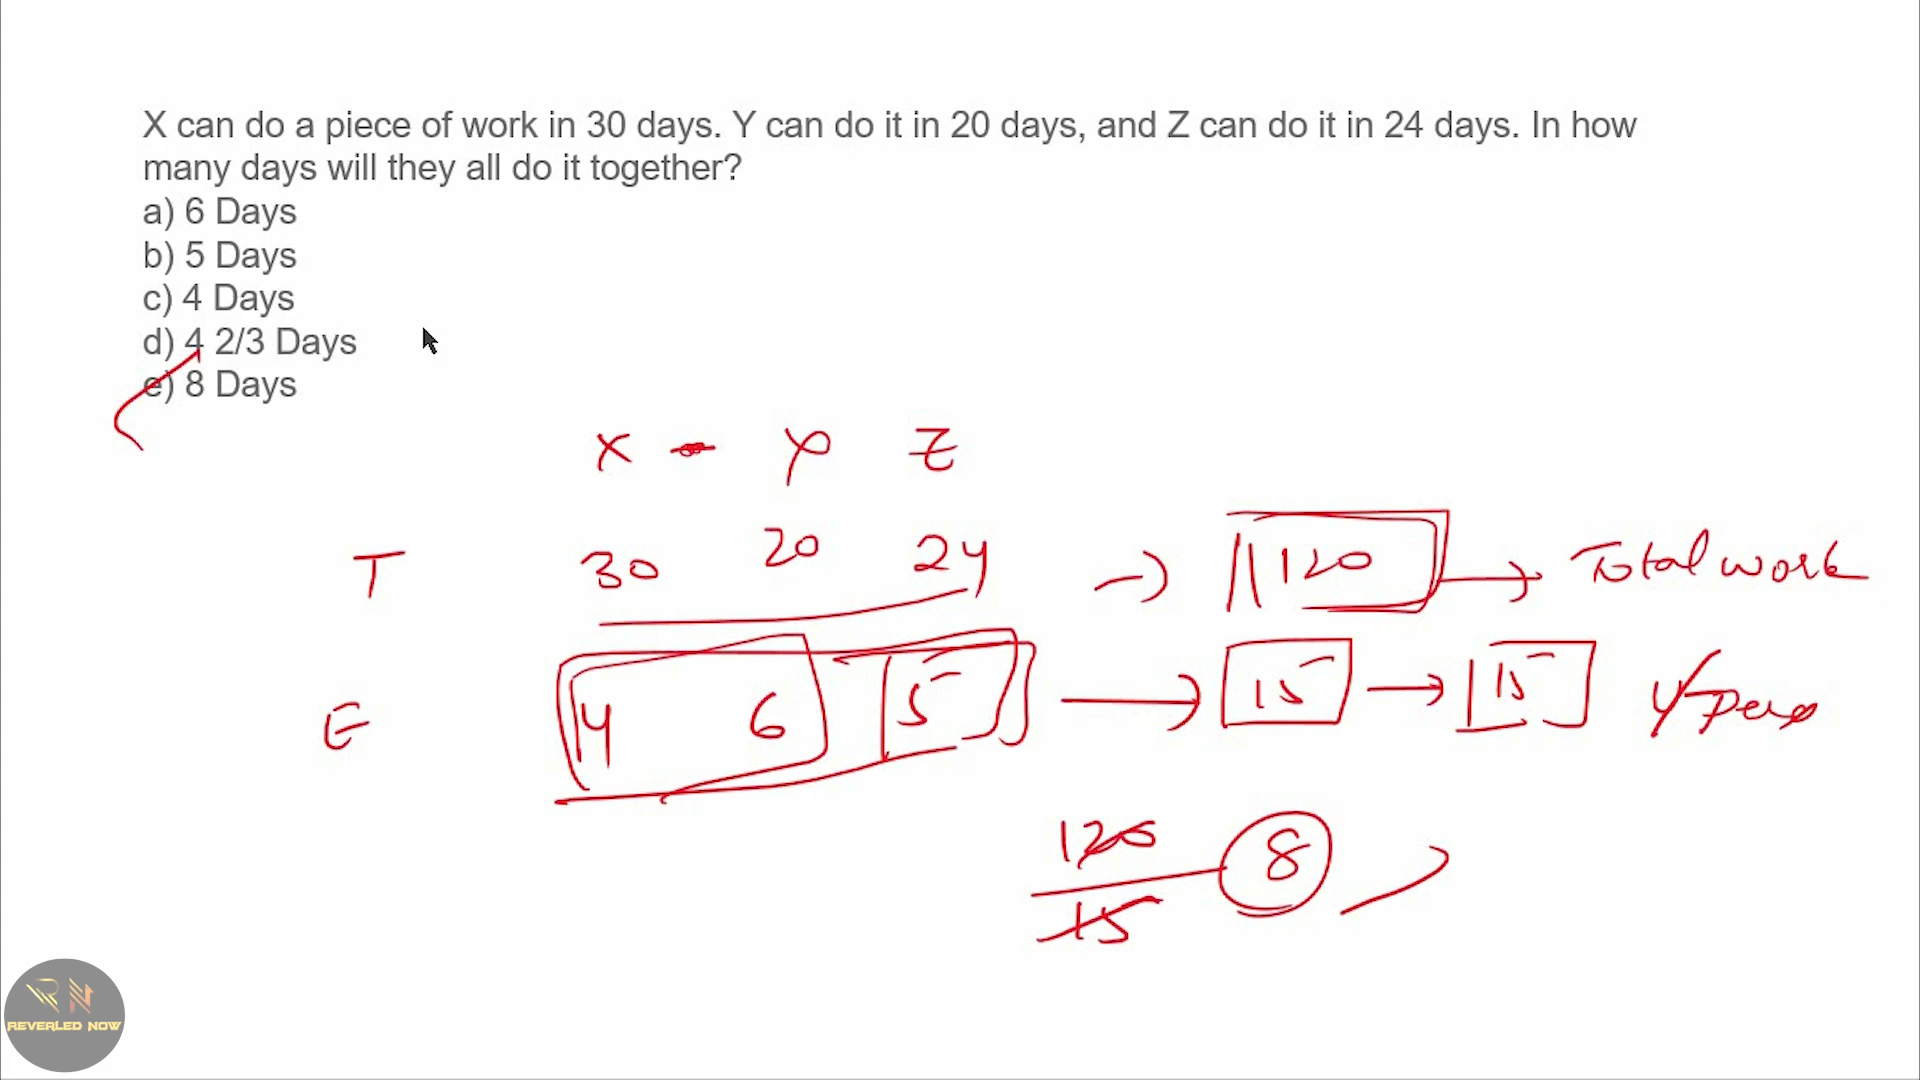 X can do a piece of work in 30 days. Y can do it in 20 days, and Z can do it in 24 days. In how
many days will they all do it together?
a) 6 Days
b) 5 Days
c) 4 Days
d) 4 2/3 Days
e) 8 Days
X - Y Z
T 30 20 24 → 120 → Total work
E 4 6 5 → 15 → 15
120
15
8
REVERLED NOW